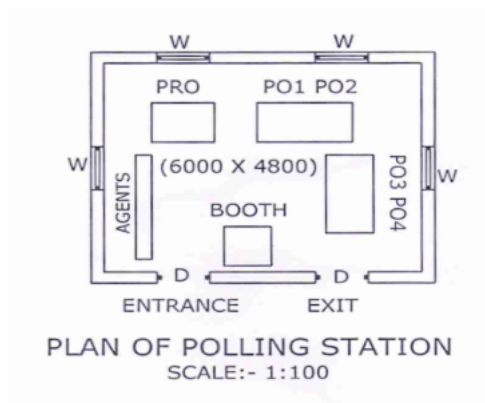 W W
PRO PO1 PO2
W (6000 X 4800) W
AGENTS
PO3 PO4
BOOTH
D D
ENTRANCE EXIT
PLAN OF POLLING STATION
SCALE:- 1:100